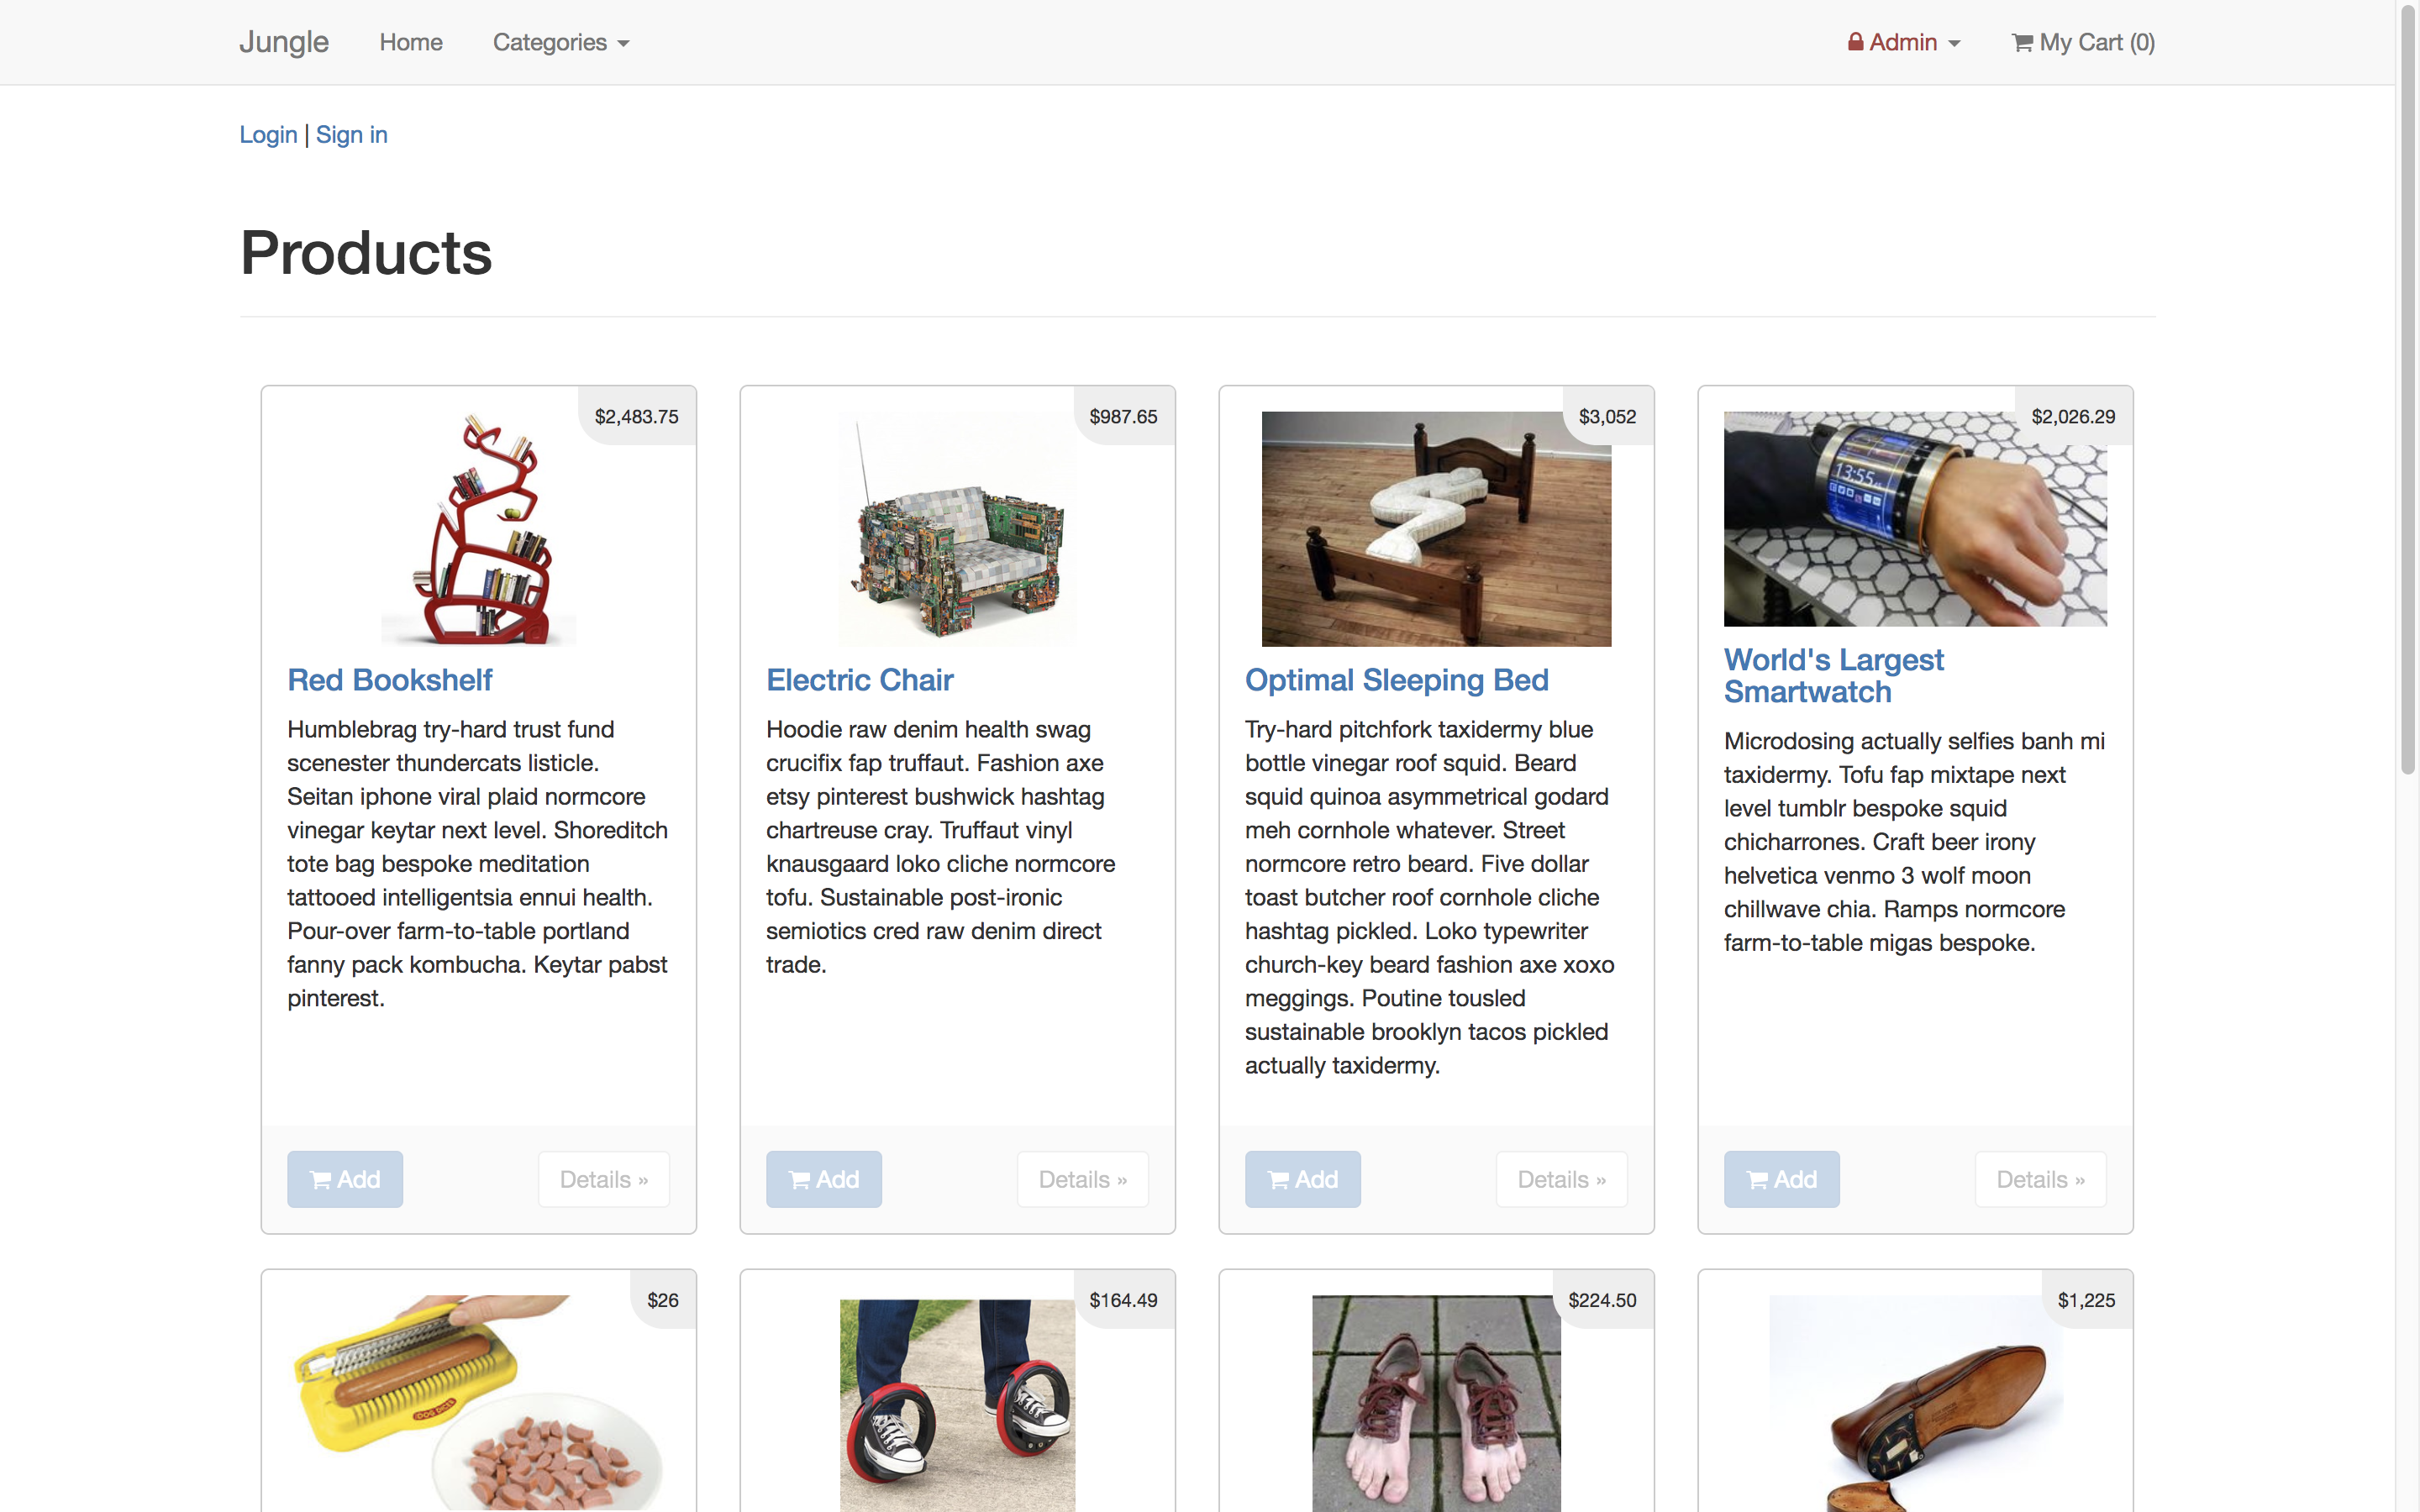 Jungle Home Categories Admin My Cart (0)
Login | Sign in
Products
$2,483.75
Red Bookshelf
Humblebrag try-hard trust fund
scenester thundercats listicle.
Seitan iphone viral plaid normcore
vinegar keytar next level. Shoreditch
tote bag bespoke meditation
tattooed intelligentsia ennui health.
Pour-over farm-to-table portland
fanny pack kombucha. Keytar pabst
pinterest.
Add Details »
$987.65
Electric Chair
Hoodie raw denim health swag
crucifix fap truffaut. Fashion axe
etsy pinterest bushwick hashtag
chartreuse cray. Truffaut vinyl
knausgaard loko cliche normcore
tofu. Sustainable post-ironic
semiotics cred raw denim direct
trade.
Add Details »
$3,052
Optimal Sleeping Bed
Try-hard pitchfork taxidermy blue
bottle vinegar roof squid. Beard
squid quinoa asymmetrical godard
meh cornhole whatever. Street
normcore retro beard. Five dollar
toast butcher roof cornhole cliche
hashtag pickled. Loko typewriter
church-key beard fashion axe xoxo
meggings. Poutine tousled
sustainable brooklyn tacos pickled
actually taxidermy.
Add Details »
$2,026.29
13:55
World's Largest
Smartwatch
Microdosing actually selfies banh mi
taxidermy. Tofu fap mixtape next
level tumblr bespoke squid
chicharrones. Craft beer irony
helvetica venmo 3 wolf moon
chillwave chia. Ramps normcore
farm-to-table migas bespoke.
Add Details »
$26
$164.49
$224.50
$1,225